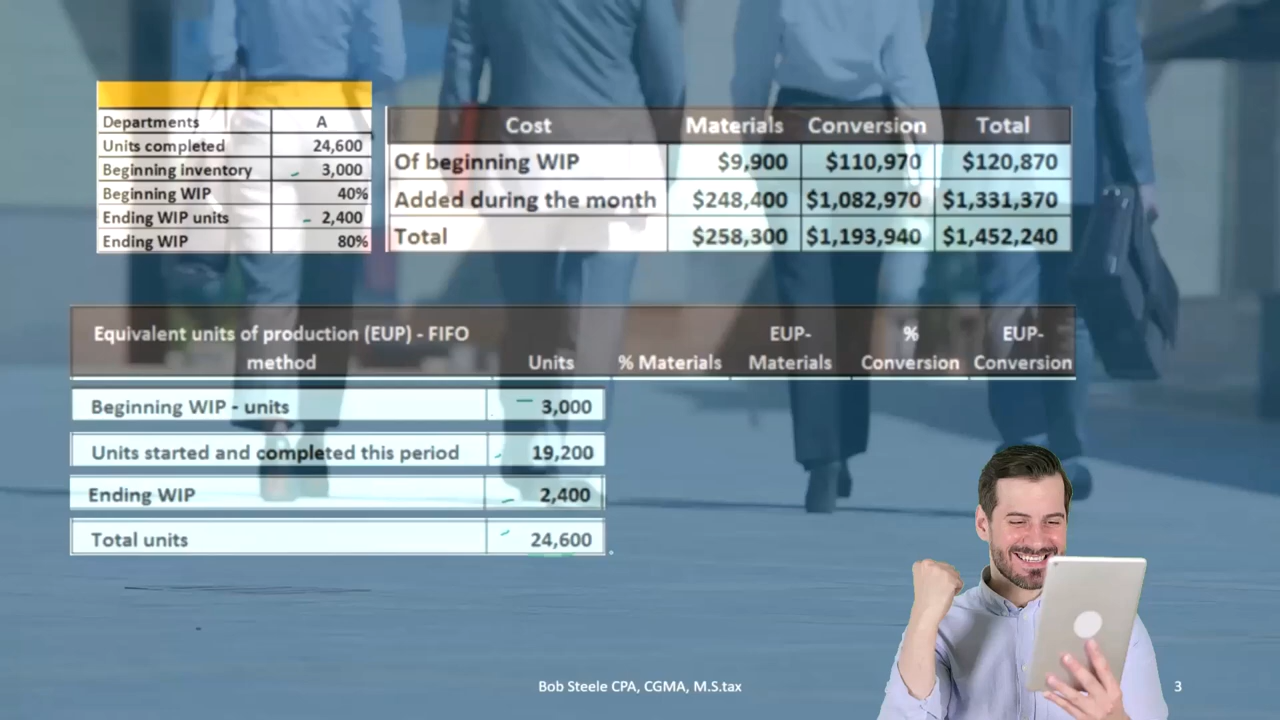 Departments A
Units completed 24,600
Beginning inventory 3,000
Beginning WIP 40%
Ending WIP units 2,400
Ending WIP 80%
Cost Materials Conversion Total
Of beginning WIP $9,900 $110,970 $120,870
Added during the month $248,400 $1,082,970 $1,331,370
Total $258,300 $1,193,940 $1,452,240
Equivalent units of production (EUP) - FIFO
method Units % Materials EUP-
Materials %
Conversion EUP-
Conversion
Beginning WIP - units 3,000
Units started and completed this period 19,200
Ending WIP 2,400
Total units 24,600
Bob Steele CPA, CGMA, M.S.tax 3